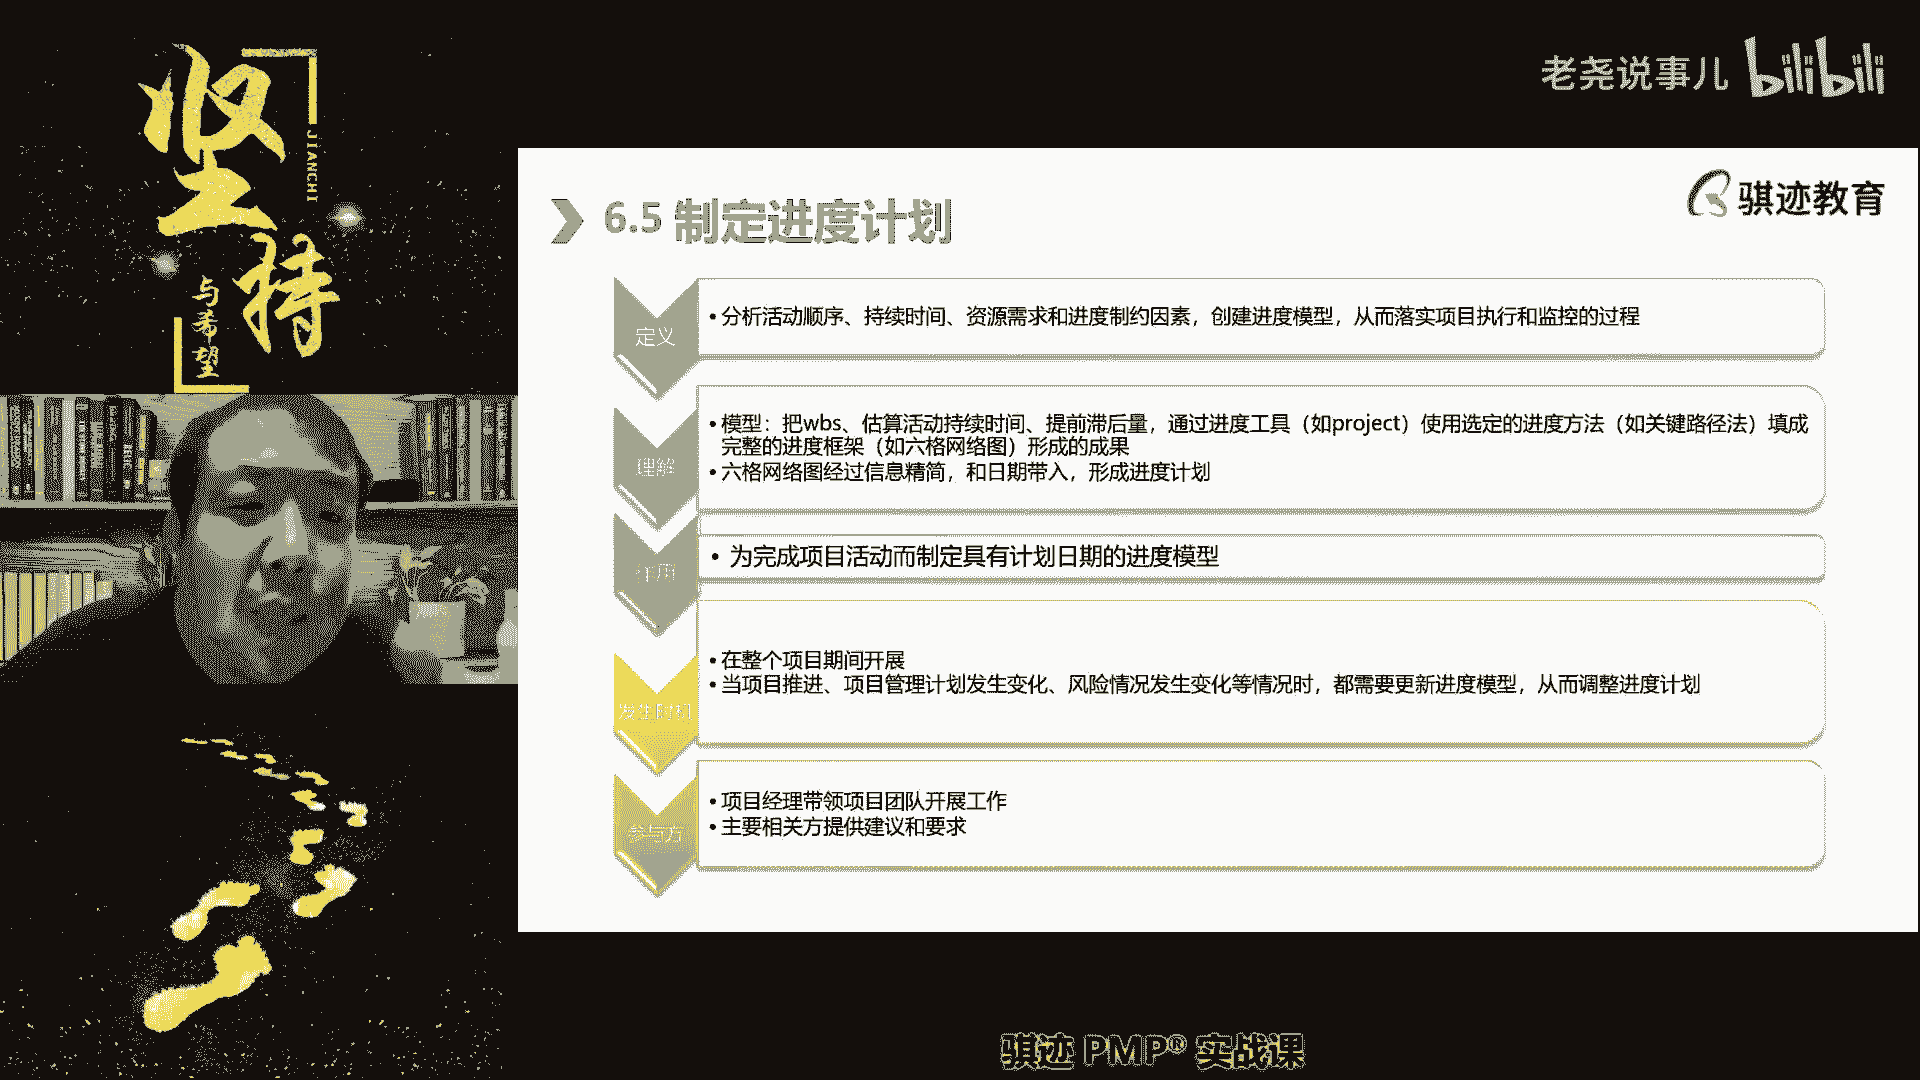 坚持
JIANCHI
与希望
老尧说事儿 bilibili
骐迹教育
6.5 制定进度计划
定义
•分析活动顺序、持续时间、资源需求和进度制约因素，创建进度模型，从而落实项目执行和监控的过程
理解
•模型：把wbs、估算活动持续时间、提前滞后量，通过进度工具（如project）使用选定的进度方法（如关键路径法）填成
完整的进度框架（如六格网络图）形成的成果
•六格网络图经过信息精简，和日期带入，形成进度计划
作用
• 为完成项目活动而制定具有计划日期的进度模型
发生时机
•在整个项目期间开展
•当项目推进、项目管理计划发生变化、风险情况发生变化等情况时，都需要更新进度模型，从而调整进度计划
参与方
•项目经理带领项目团队开展工作
•主要相关方提供建议和要求
骐迹 PMP® 实战课